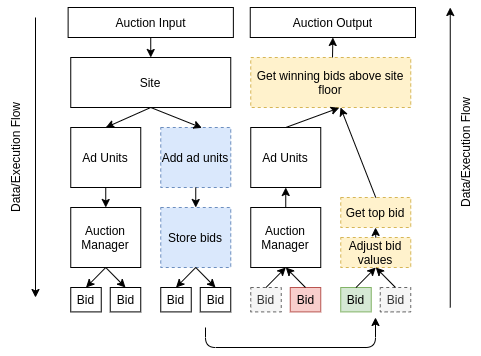 Auction Input
Auction Output
Site
Get winning bids above site
floor
Data/Execution Flow
Data/Execution Flow
Ad Units
Add ad units
Ad Units
Get top bid
Auction
Manager
Store bids
Auction
Manager
Adjust bid
values
Bid
Bid
Bid
Bid
Bid
Bid
Bid
Bid